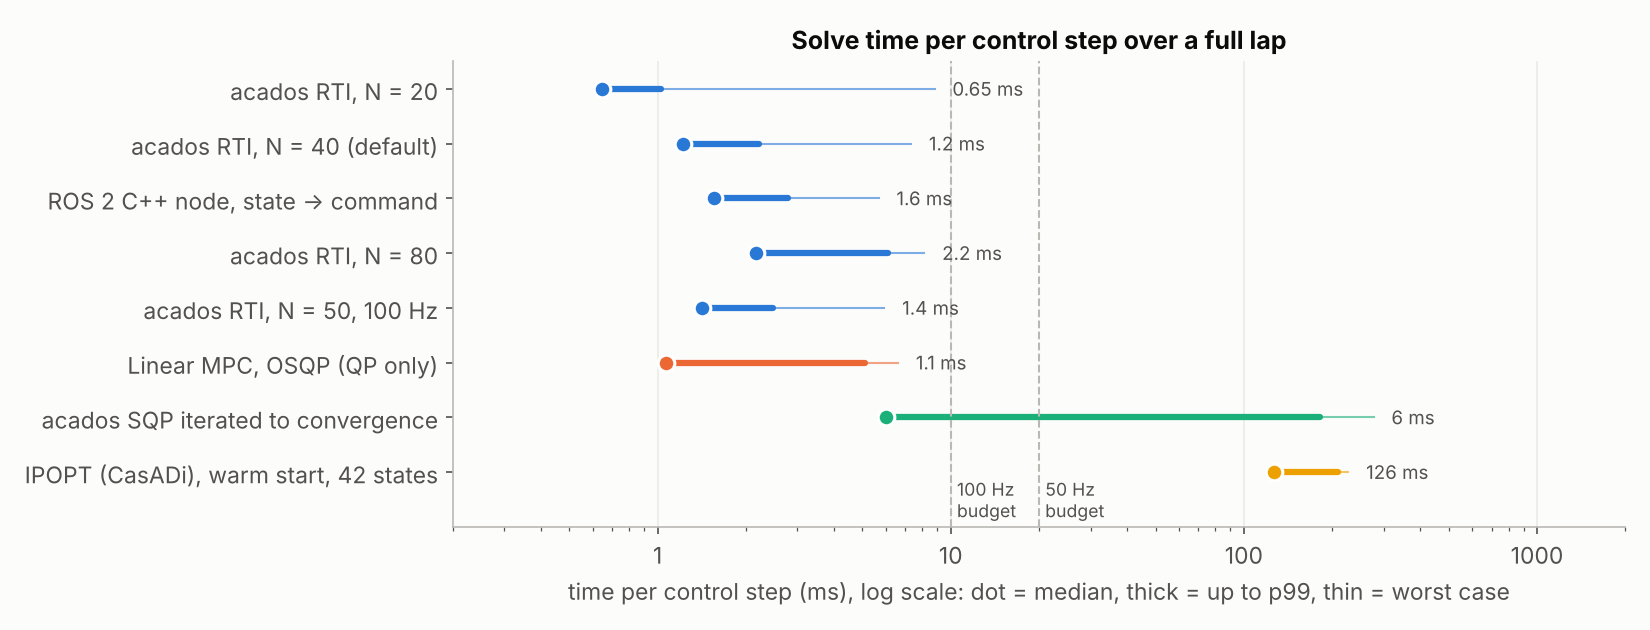 Solve time per control step over a full lap
acados RTI, N = 20
0.65 ms
acados RTI, N = 40 (default)
1.2 ms
ROS 2 C++ node, state → command
1.6 ms
acados RTI, N = 80
2.2 ms
acados RTI, N = 50, 100 Hz
1.4 ms
Linear MPC, OSQP (QP only)
1.1 ms
acados SQP iterated to convergence
6 ms
IPOPT (CasADi), warm start, 42 states
126 ms
100 Hz
budget
50 Hz
budget
1 10 100 1000
time per control step (ms), log scale: dot = median, thick = up to p99, thin = worst case